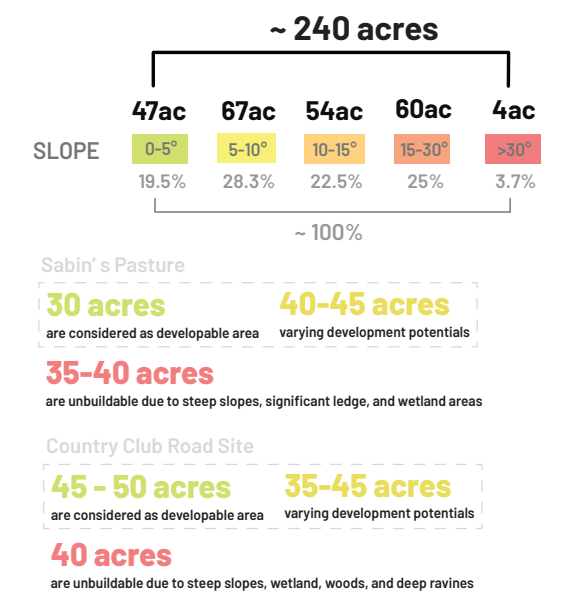 ~ 240 acres
47ac 67ac 54ac 60ac 4ac
SLOPE 0-5° 5-10° 10-15° 15-30° >30°
19.5% 28.3% 22.5% 25% 3.7%
~ 100%
Sabin' s Pasture
30 acres 40-45 acres
are considered as developable area varying development potentials
35-40 acres
are unbuildable due to steep slopes, significant ledge, and wetland areas
Country Club Road Site
45 - 50 acres 35-45 acres
are considered as developable area varying development potentials
40 acres
are unbuildable due to steep slopes, wetland, woods, and deep ravines